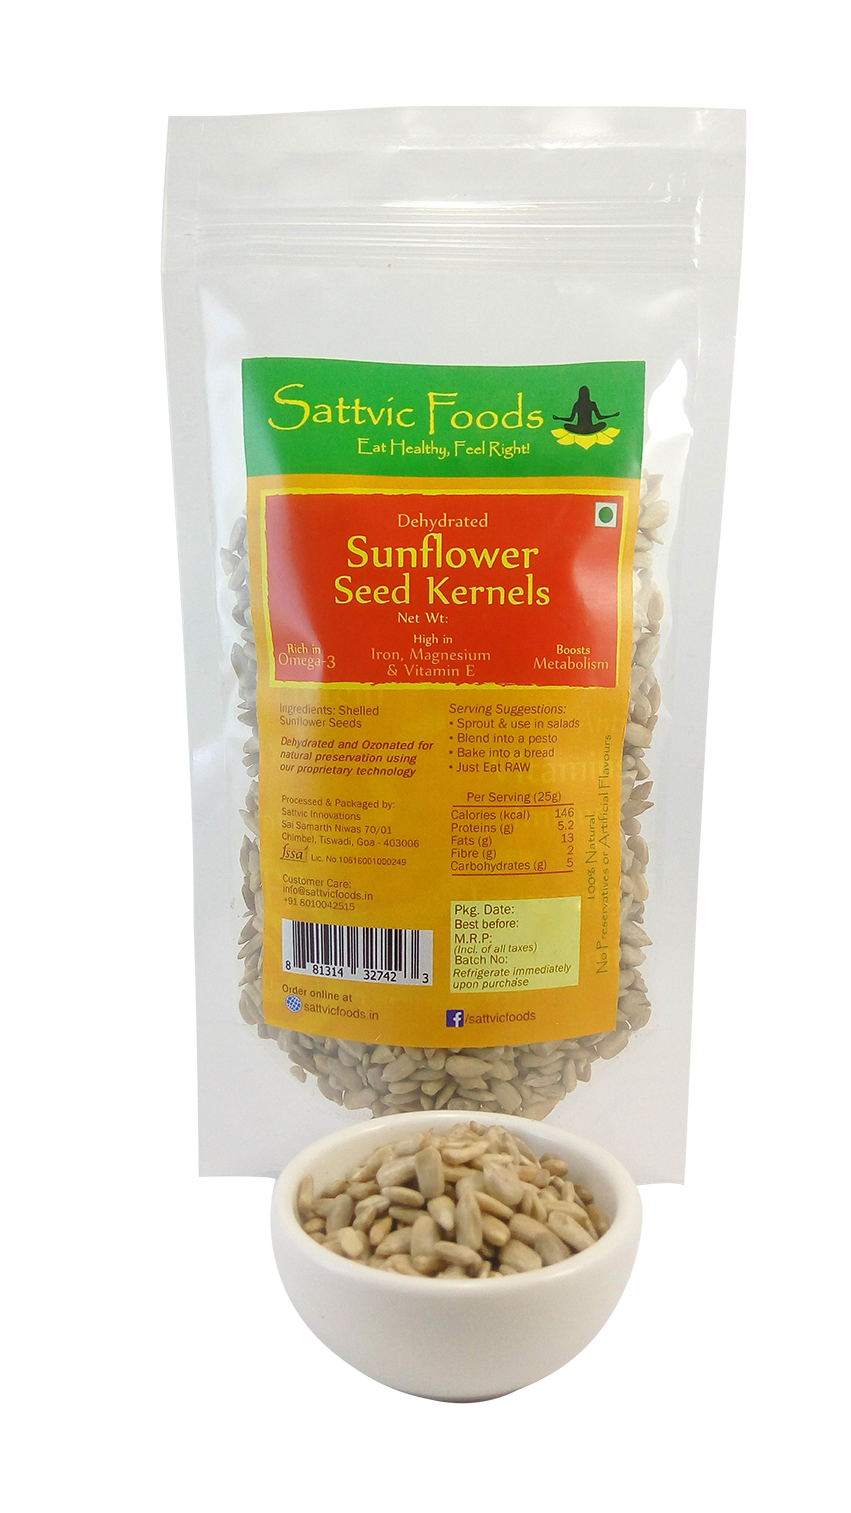 Sattvic Foods
Eat Healthy, Feel Right!
Dehydrated
Sunflower
Seed Kernels
Net Wt:
Rich in
Omega-3
High in
Iron, Magnesium
& Vitamin E
Boosts
Metabolism
Ingredients: Shelled
Sunflower Seeds
Dehydrated and Ozonated for
natural preservation using
our proprietary technology
Processed & Packaged by:
Sattvic Innovations
Sai Samarth Niwas 70/01
Chimbel, Tiswadi, Goa - 403006
fssai Lic. No 10616001000249
Customer Care:
info@sattvicfoods.in
+91 8010042515
8 81314 32742 3
Order online at
sattvicfoods.in
Serving Suggestions:
• Sprout & use in salads
• Blend into a pesto
• Bake into a bread
• Just Eat RAW
Per Serving (25g)
Calories (kcal) 146
Proteins (g) 5.2
Fats (g) 13
Fibre (g) 2
Carbohydrates (g) 5
Pkg. Date:
Best before:
M.R.P:
(Incl. of all taxes)
Batch No:
Refrigerate immediately
upon purchase
f/sattvicfoods
100% Natural.
No Preservatives or Artificial Flavours